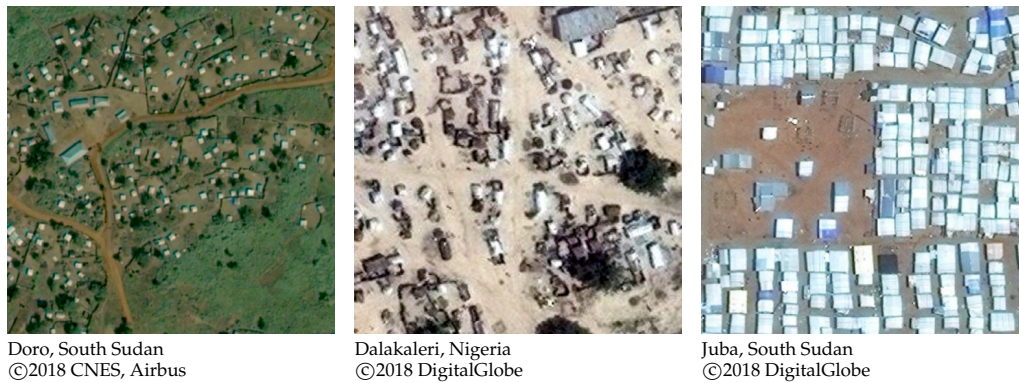 Doro, South Sudan
©2018 CNES, Airbus
Dalakaleri, Nigeria
©2018 DigitalGlobe
Juba, South Sudan
©2018 DigitalGlobe